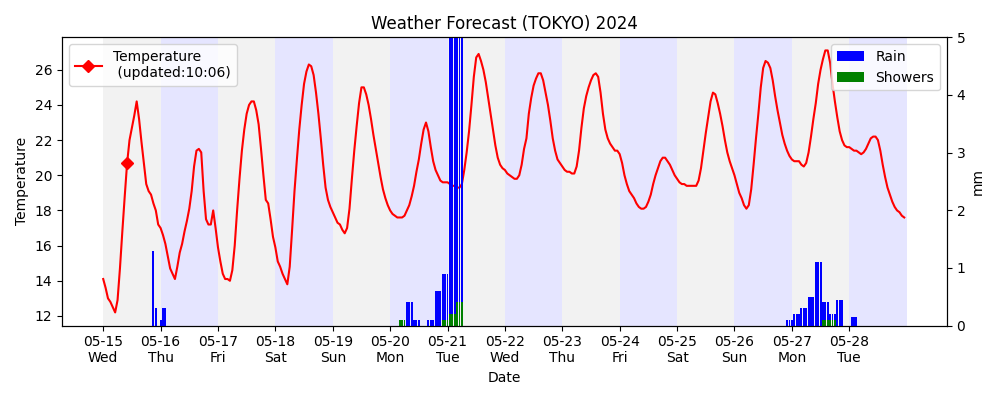 Weather Forecast (TOKYO) 2024
Temperature
(updated:10:06)
Rain
Showers
26
24
22
20
18
16
14
12
Temperature
5
4
3
2
1
0
mm
05-15 05-16 05-17 05-18 05-19 05-20 05-21 05-22 05-23 05-24 05-25 05-26 05-27 05-28
Wed Thu Fri Sat Sun Mon Tue Wed Thu Fri Sat Sun Mon Tue
Date